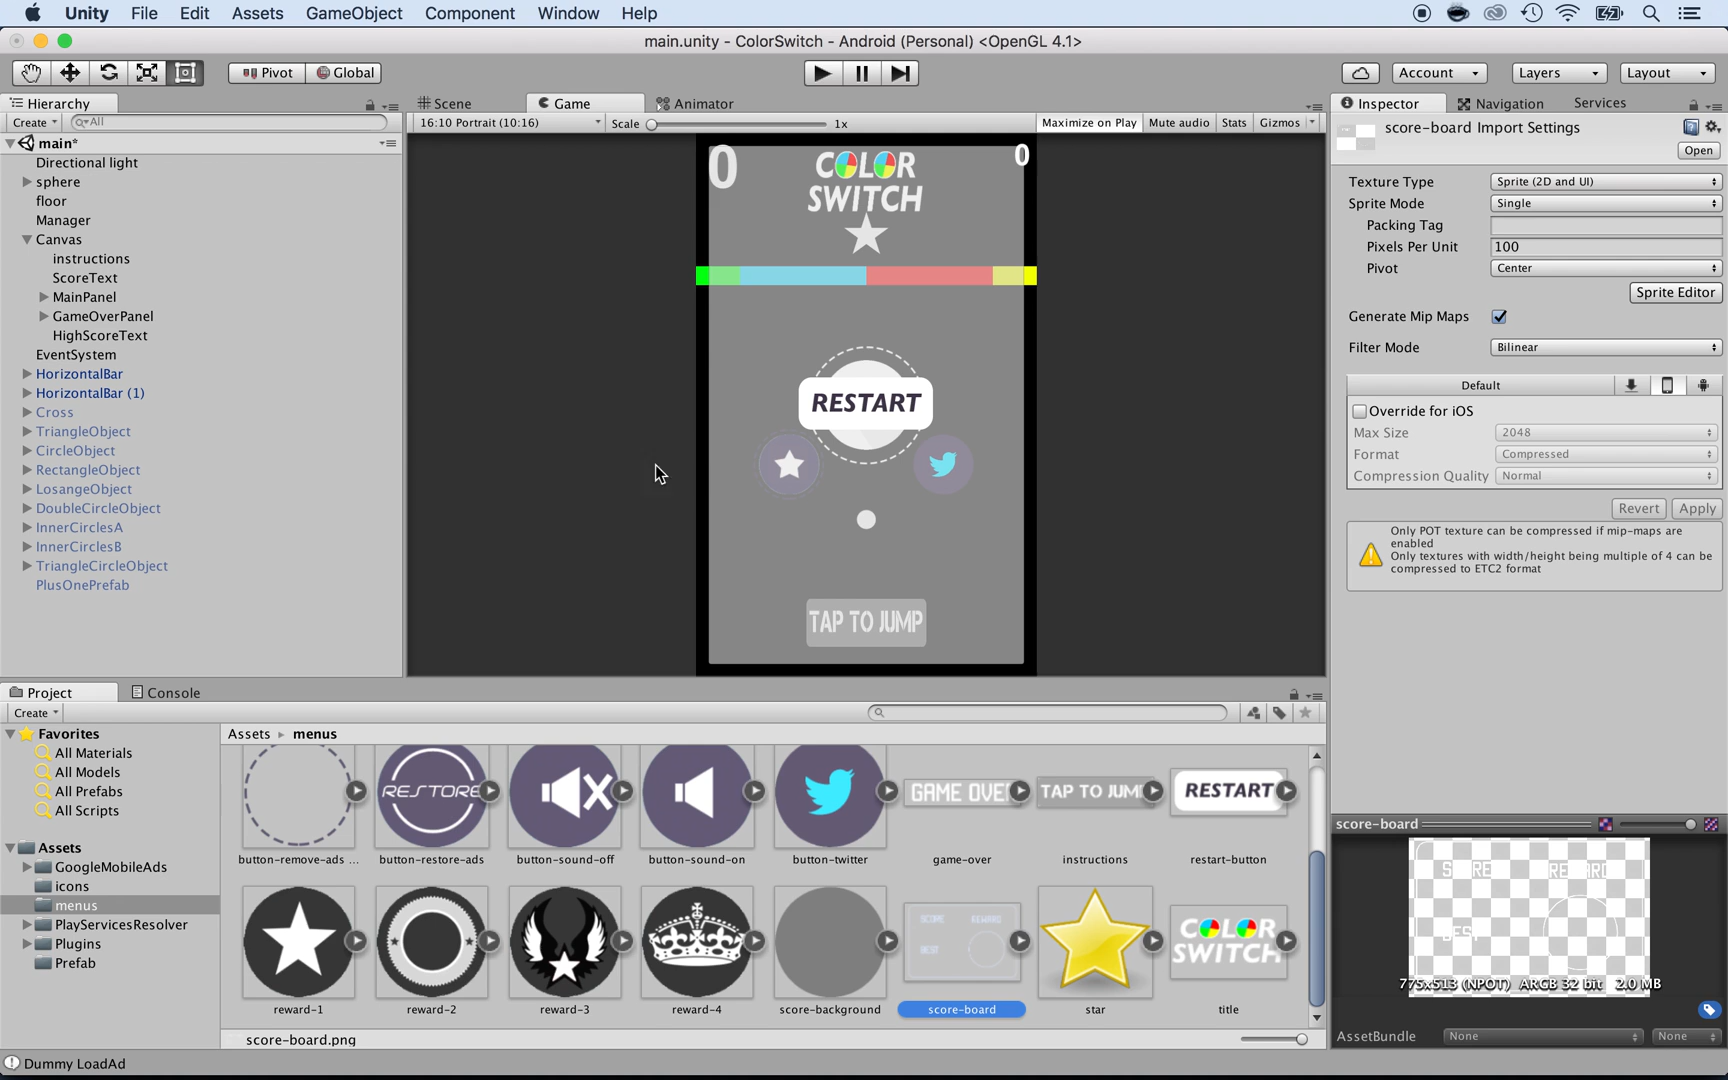 Unity File Edit Assets GameObject Component Window Help
main.unity - ColorSwitch - Android (Personal) <OpenGL 4.1>
Pivot Global Account Layers Layout
Hierarchy
Create All
main*
Directional light
sphere
floor
Manager
Canvas
instructions
ScoreText
MainPanel
GameOverPanel
HighScoreText
EventSystem
HorizontalBar
HorizontalBar (1)
Cross
TriangleObject
CircleObject
RectangleObject
LosangeObject
DoubleCircleObject
InnerCirclesA
InnerCirclesB
TriangleCircleObject
PlusOnePrefab
Scene Game Animator
16:10 Portrait (10:16) Scale 1x Maximize on Play Mute audio Stats Gizmos
0 0
COLOR
SWITCH
RESTART
TAP TO JUMP
Inspector Navigation Services
score-board Import Settings
Open
Texture Type Sprite (2D and UI)
Sprite Mode Single
Packing Tag
Pixels Per Unit 100
Pivot Center
Sprite Editor
Generate Mip Maps
Filter Mode Bilinear
Default
Override for iOS
Max Size 2048
Format Compressed
Compression Quality Normal
Revert Apply
Only POT texture can be compressed if mip-maps are
enabled
Only textures with width/height being multiple of 4 can be
compressed to ETC2 format
Project Console
Create
Favorites
All Materials
All Models
All Prefabs
All Scripts
Assets
GoogleMobileAds
icons
menus
PlayServicesResolver
Plugins
Prefab
Assets menus
RESTORE GAME OVE TAP TO JUM RESTART
button-remove-ads ... button-restore-ads button-sound-off button-sound-on button-twitter game-over instructions restart-button
SCORE REWARD
BEST
COLOR
SWITCH
reward-1 reward-2 reward-3 reward-4 score-background score-board star title
score-board.png
score-board
SCORE REWARD
BEST
775x513 (NPOT) ARGB 32 bit 2.0 MB
AssetBundle None None
Dummy LoadAd